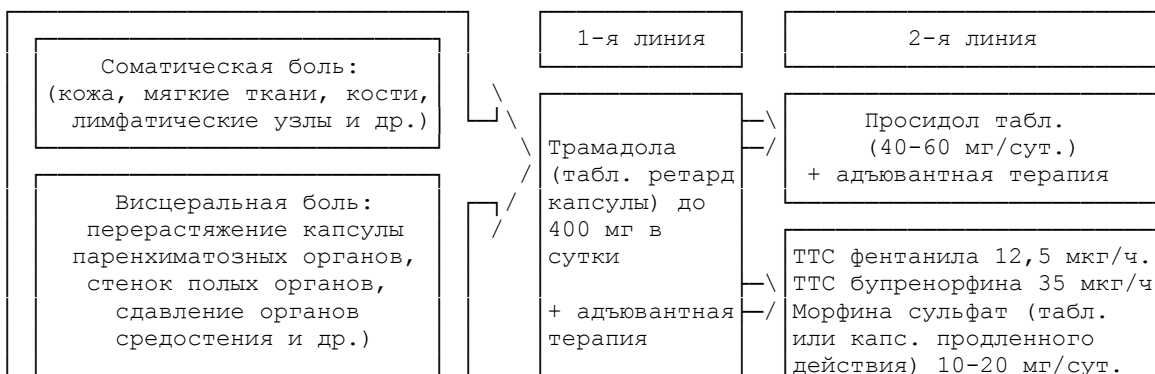 1-я линия
2-я линия
Соматическая боль:
(кожа, мягкие ткани, кости,
лимфатические узлы и др.)
Висцеральная боль:
перерастяжение капсулы
паренхиматозных органов,
стенок полых органов,
сдавление органов
средостения и др.)
Трамадола
(табл. ретард
капсулы) до
400 мг в
сутки
+ адъювантная
терапия
Просидол табл.
(40-60 мг/сут.)
+ адъювантная терапия
ТТС фентанила 12,5 мкг/ч.
ТТС бупренорфина 35 мкг/ч
Морфина сульфат (табл.
или капс. продленного
действия) 10-20 мг/сут.